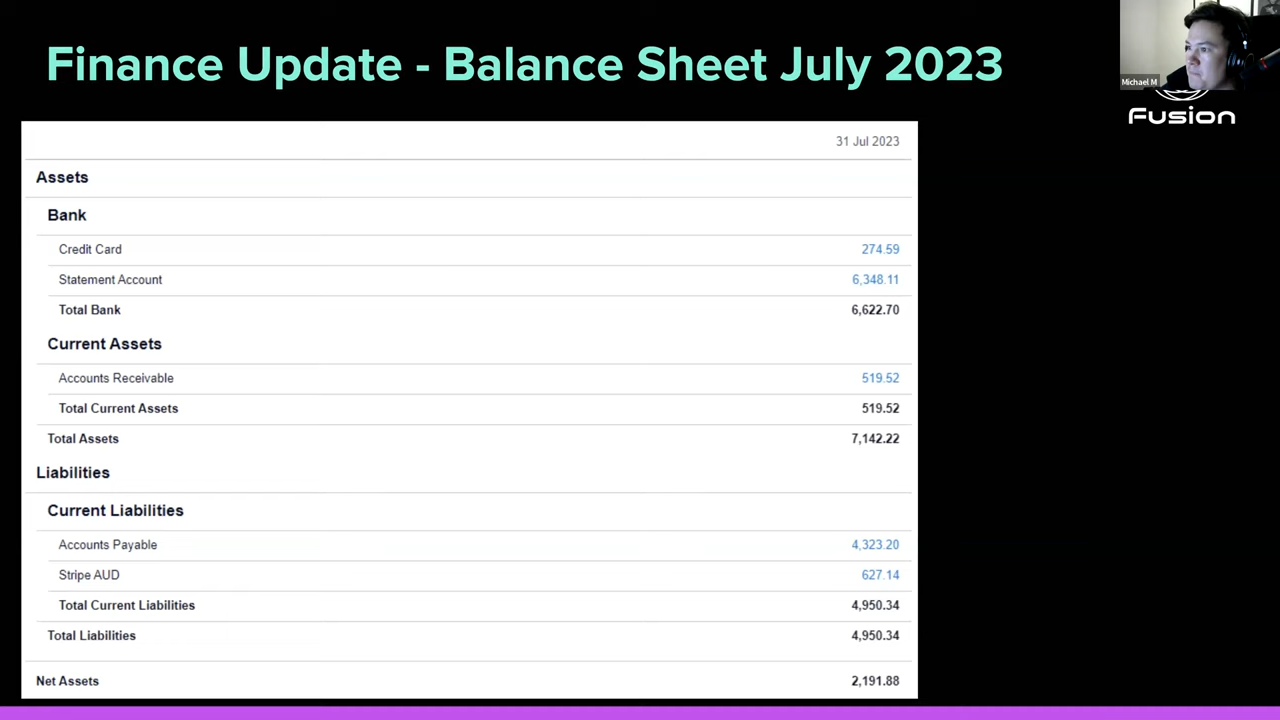 Finance Update - Balance Sheet July 2023
Michael M
Fusion
31 Jul 2023
Assets
Bank
Credit Card 274.59
Statement Account 6,348.11
Total Bank 6,622.70
Current Assets
Accounts Receivable 519.52
Total Current Assets 519.52
Total Assets 7,142.22
Liabilities
Current Liabilities
Accounts Payable 4,323.20
Stripe AUD 627.14
Total Current Liabilities 4,950.34
Total Liabilities 4,950.34
Net Assets 2,191.88